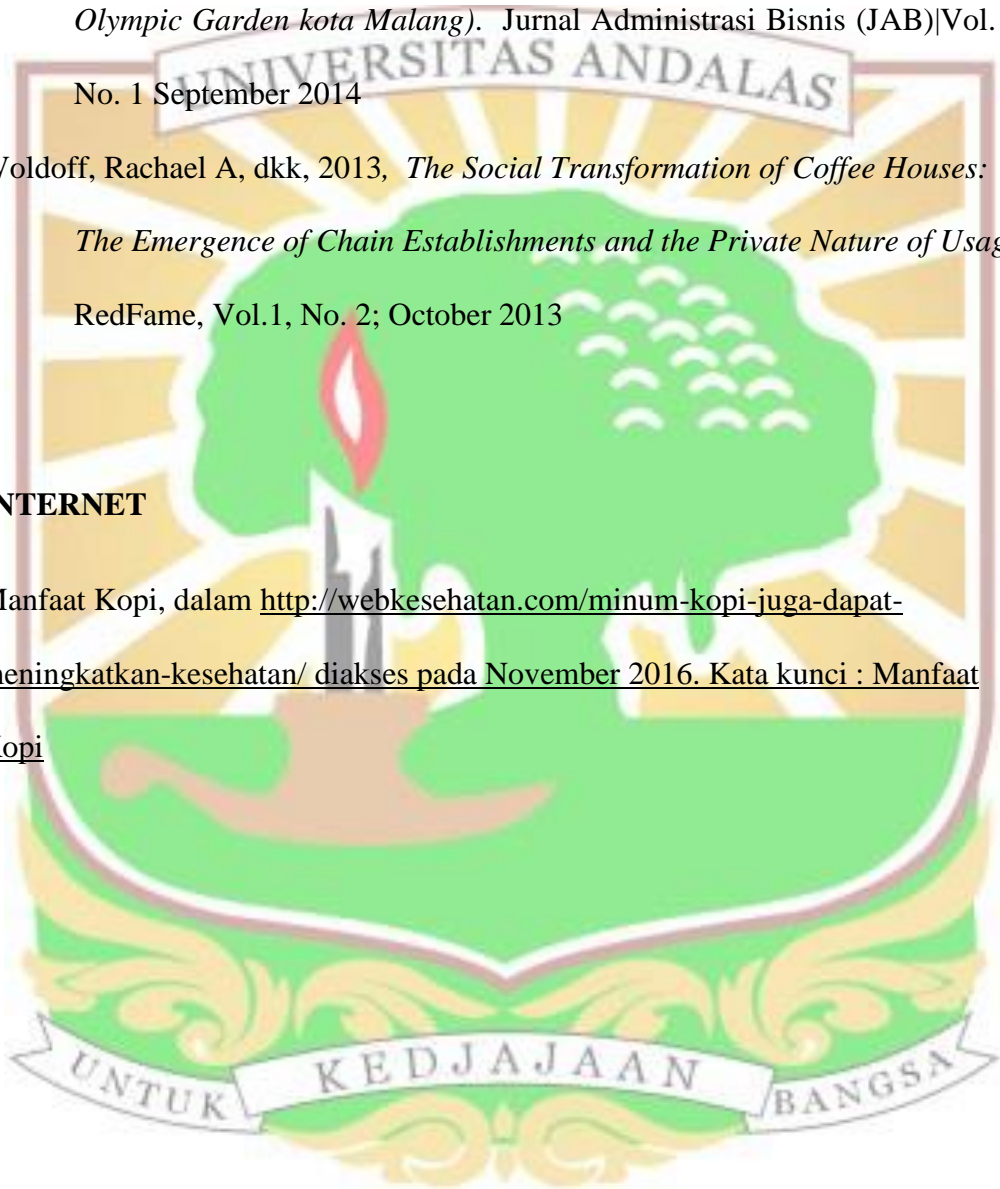 Olympic Garden kota Malang). Jurnal Administrasi Bisnis (JAB)|Vol.
UNIVERSITAS ANDALAS
No. 1 September 2014
Voldoff, Rachael A, dkk, 2013, The Social Transformation of Coffee Houses:
The Emergence of Chain Establishments and the Private Nature of Usag
RedFame, Vol.1, No. 2; October 2013
NTERNET
Manfaat Kopi, dalam http://webkesehatan.com/minum-kopi-juga-dapat-
meningkatkan-kesehatan/ diakses pada November 2016. Kata kunci : Manfaat
Kopi
UNTUK KEDJAJAAN BANGSA